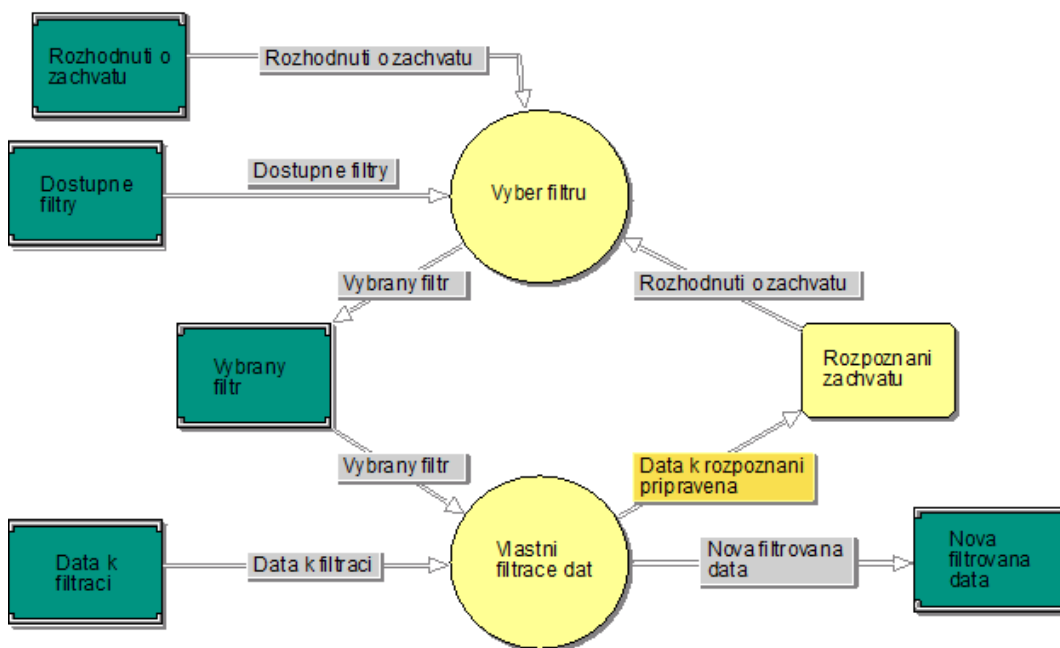 Rozhodnuti o
zachvatu
Rozhodnuti o zachvatu
Dostupne
filtry
Dostupne filtry
Vyber filtru
Vybrany filtr
Rozhodnuti o zachvatu
Vybrany
filtr
Rozpoznani
zachvatu
Vybrany filtr
Data k rozpoznani
pripravena
Data k
filtraci
Data k filtraci
Vlastni
filtrace dat
Nova filtrovana
data
Nova
filtrovana
data